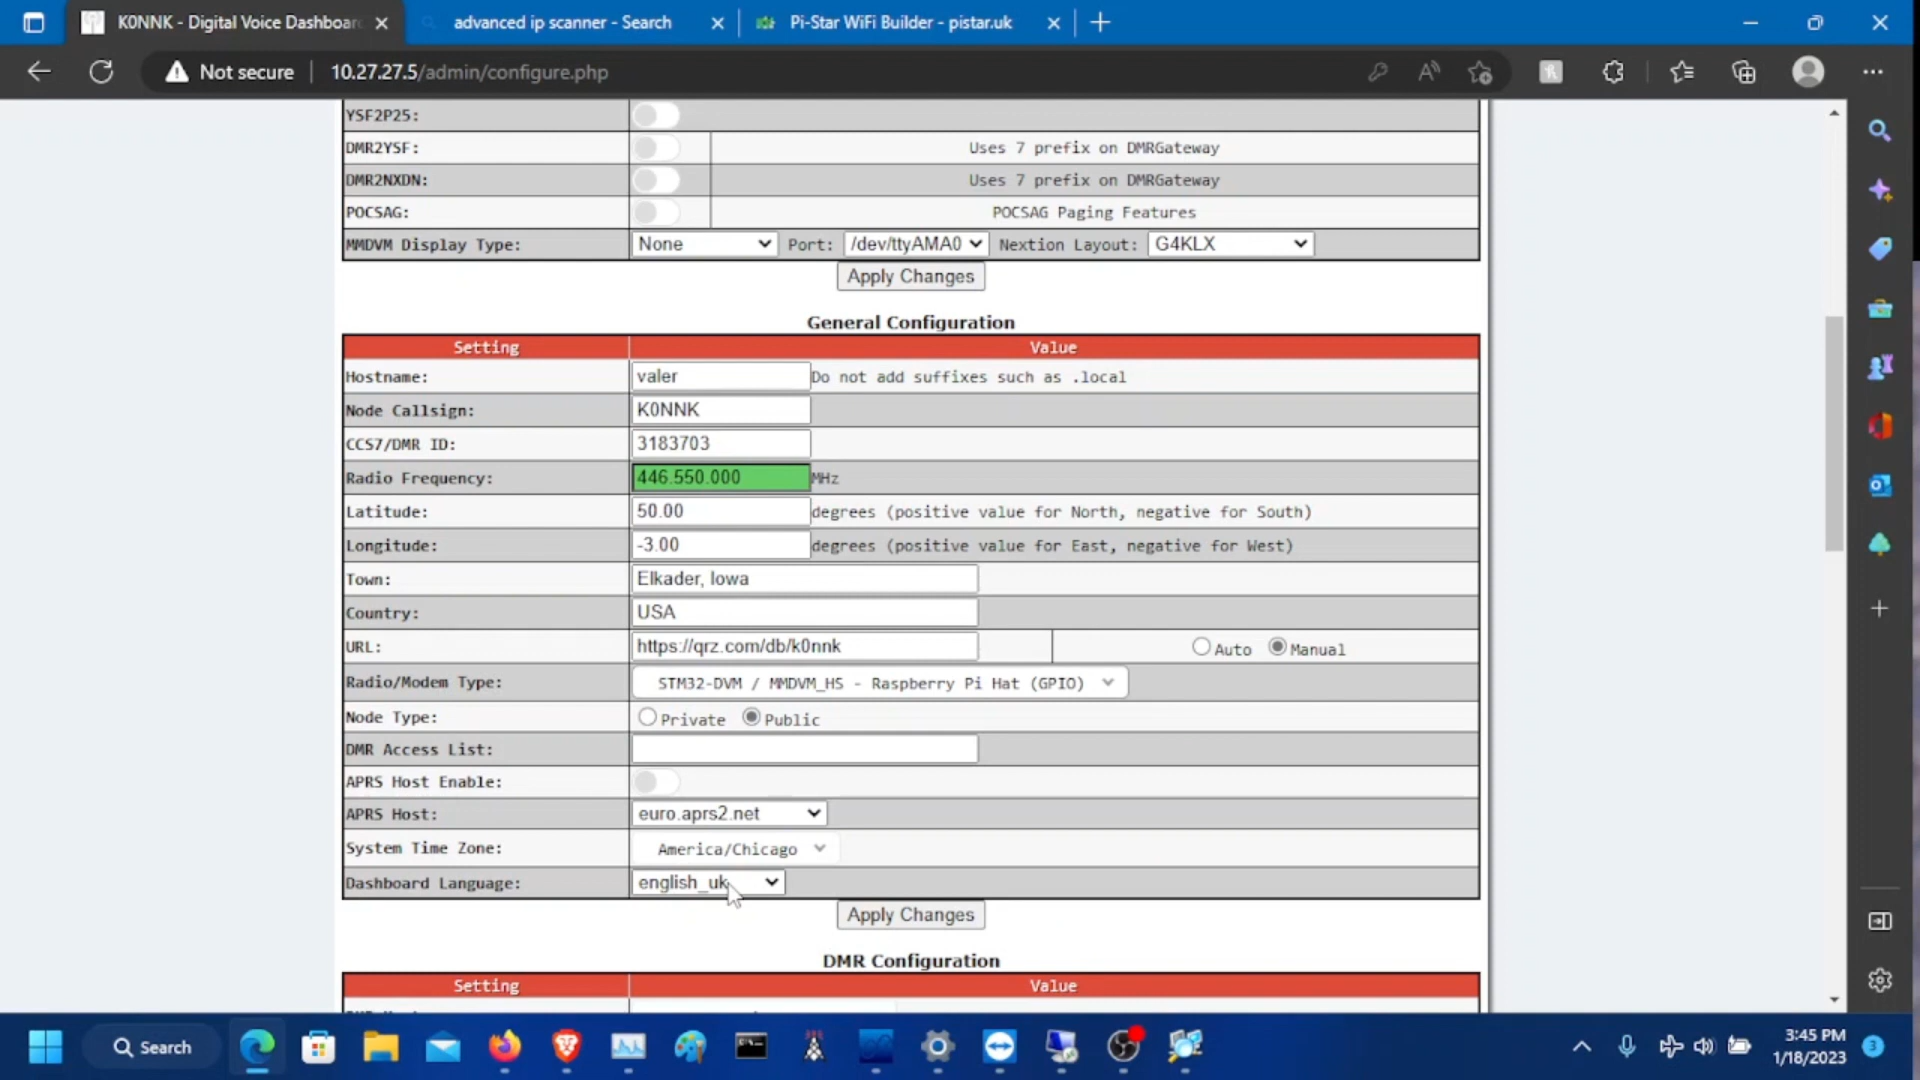 K0NNK - Digital Voice Dashboar
advanced ip scanner - Search
Pi-Star WiFi Builder - pistar.uk
Not secure
10.27.27.5/admin/configure.php
YSF2P25:
DMR2YSF: Uses 7 prefix on DMRGateway
DMR2NXDN: Uses 7 prefix on DMRGateway
POCSAG: POCSAG Paging Features
MMDVM Display Type: None Port: /dev/ttyAMA0 Nextion Layout: G4KLX
Apply Changes
General Configuration
Setting Value
Hostname: valer Do not add suffixes such as .local
Node Callsign: K0NNK
CCS7/DMR ID: 3183703
Radio Frequency: 446.550.000 MHz
Latitude: 50.00 degrees (positive value for North, negative for South)
Longitude: -3.00 degrees (positive value for East, negative for West)
Town: Elkader, Iowa
Country: USA
URL: https://qrz.com/db/k0nnk Auto Manual
Radio/Modem Type: STM32-DVM / MMDVM_HS - Raspberry Pi Hat (GPIO)
Node Type: Private Public
DMR Access List:
APRS Host Enable:
APRS Host: euro.aprs2.net
System Time Zone: America/Chicago
Dashboard Language: english_uk
Apply Changes
DMR Configuration
Setting Value
Search
3:45 PM
1/18/2023
3